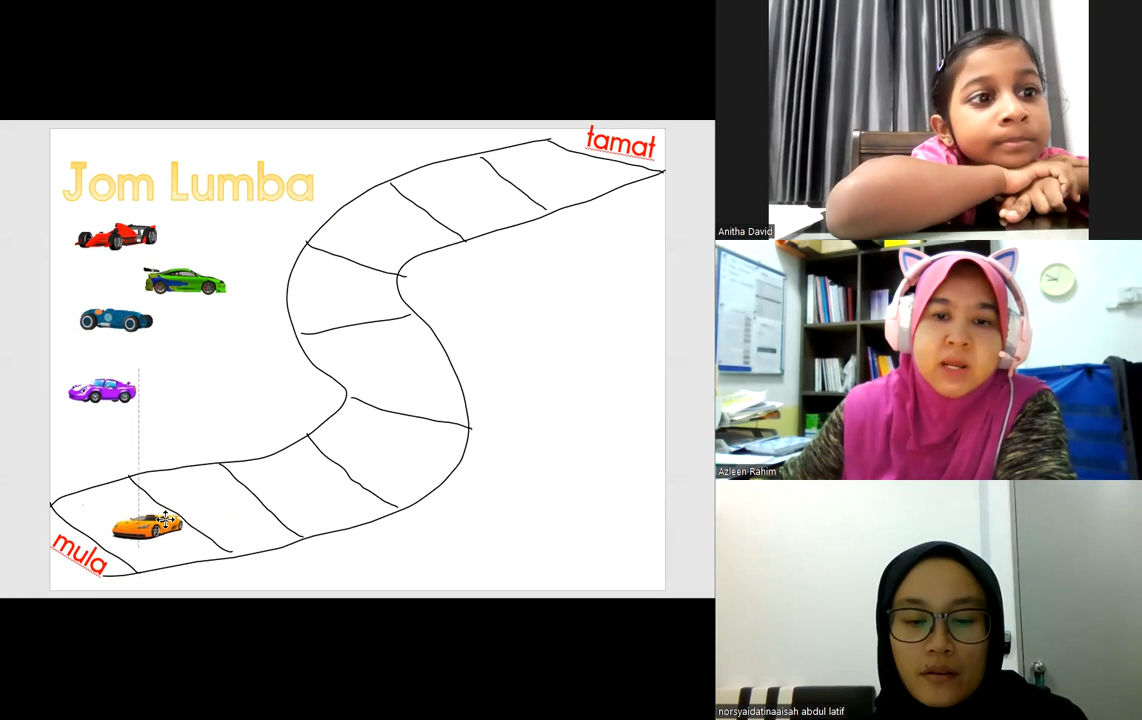 Jom Lumba
tamat
mula
Anitha David
Azleen Rahim
norsyaidatinaaisah abdul latif